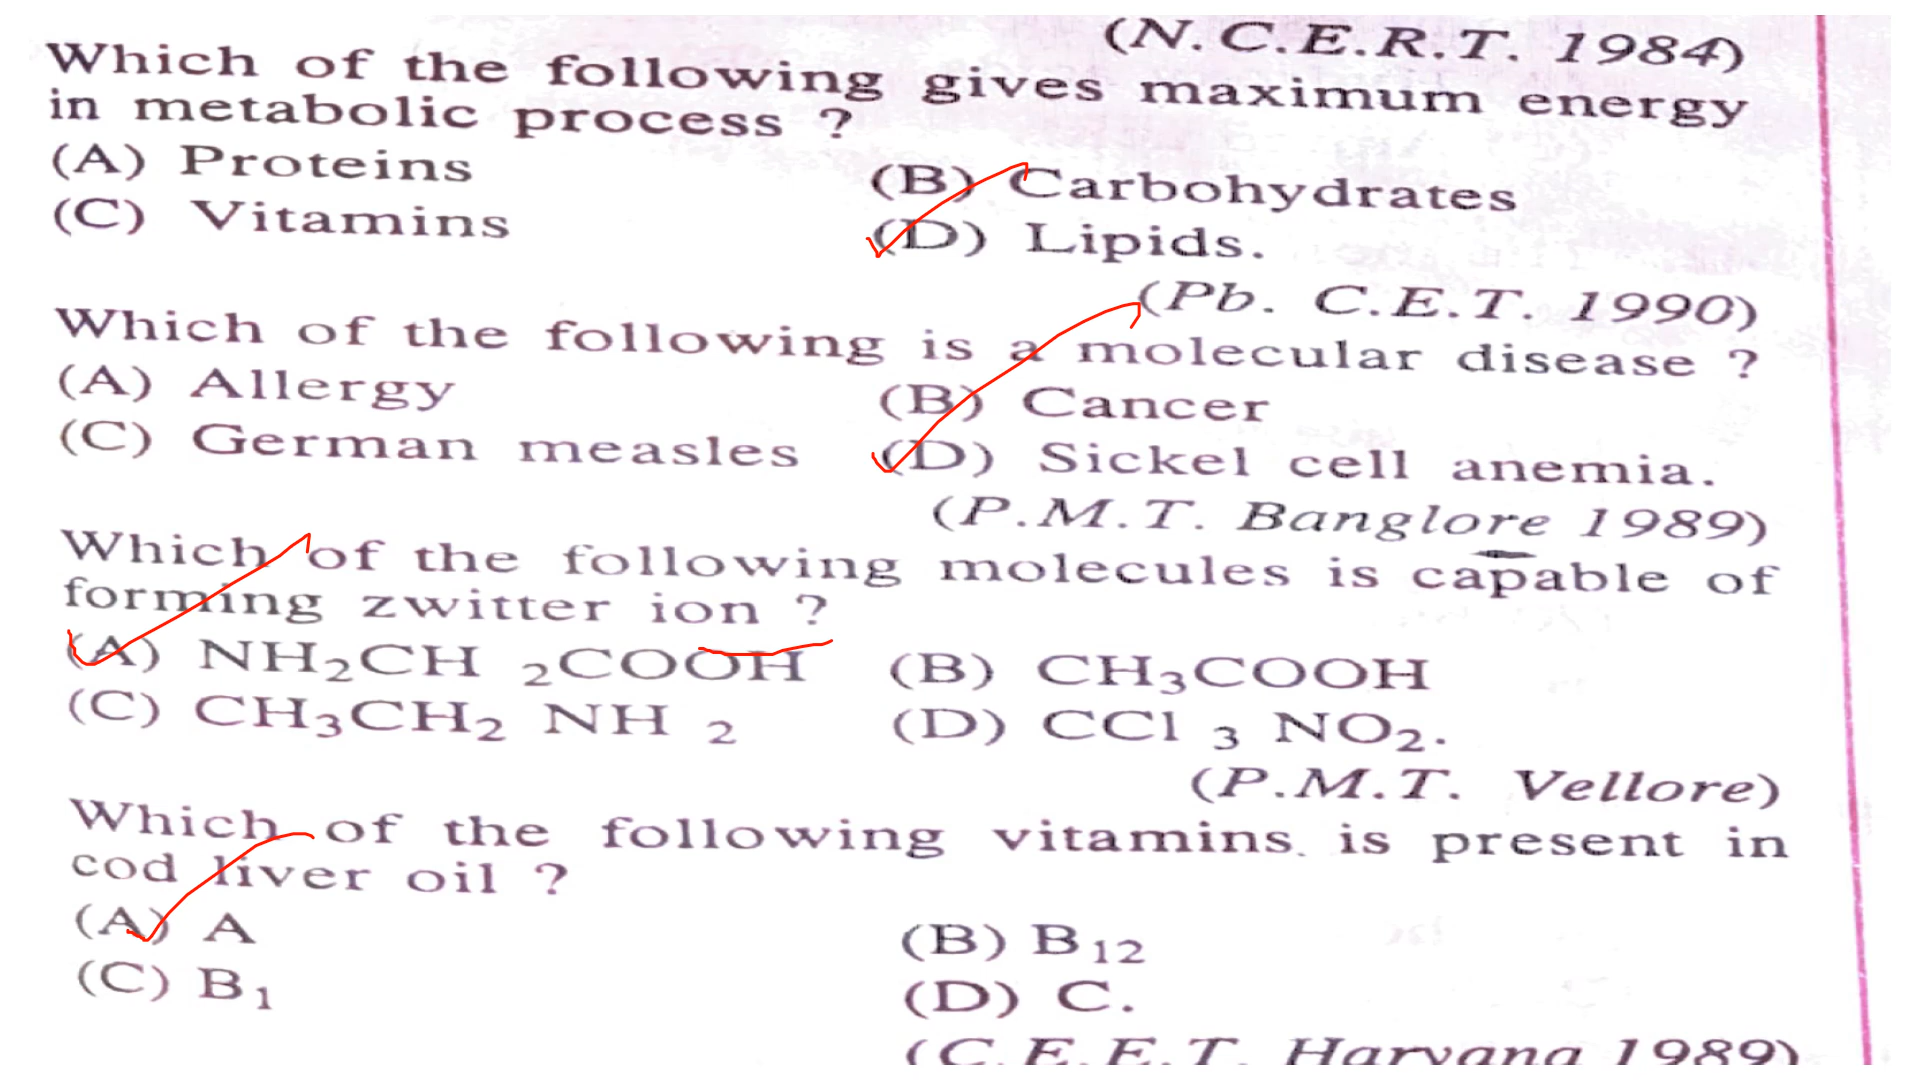 (N.C.E.R.T. 1984)
Which of the following gives maximum energy
in metabolic process ?
(A) Proteins (B) Carbohydrates
(C) Vitamins (D) Lipids.
(Pb. C.E.T. 1990)
Which of the following is a molecular disease ?
(A) Allergy (B) Cancer
(C) German measles (D) Sickel cell anemia.
(P.M.T. Banglore 1989)
Which of the following molecules is capable of
forming zwitter ion ?
(A) NH₂CH ₂COOH (B) CH₃COOH
(C) CH₃CH₂ NH ₂ (D) CCl ₃ NO₂.
(P.M.T. Vellore)
Which of the following vitamins is present in
cod liver oil ?
(A) A (B) B₁₂
(C) B₁ (D) C.
(C.E.E.T. Haryana 1989)